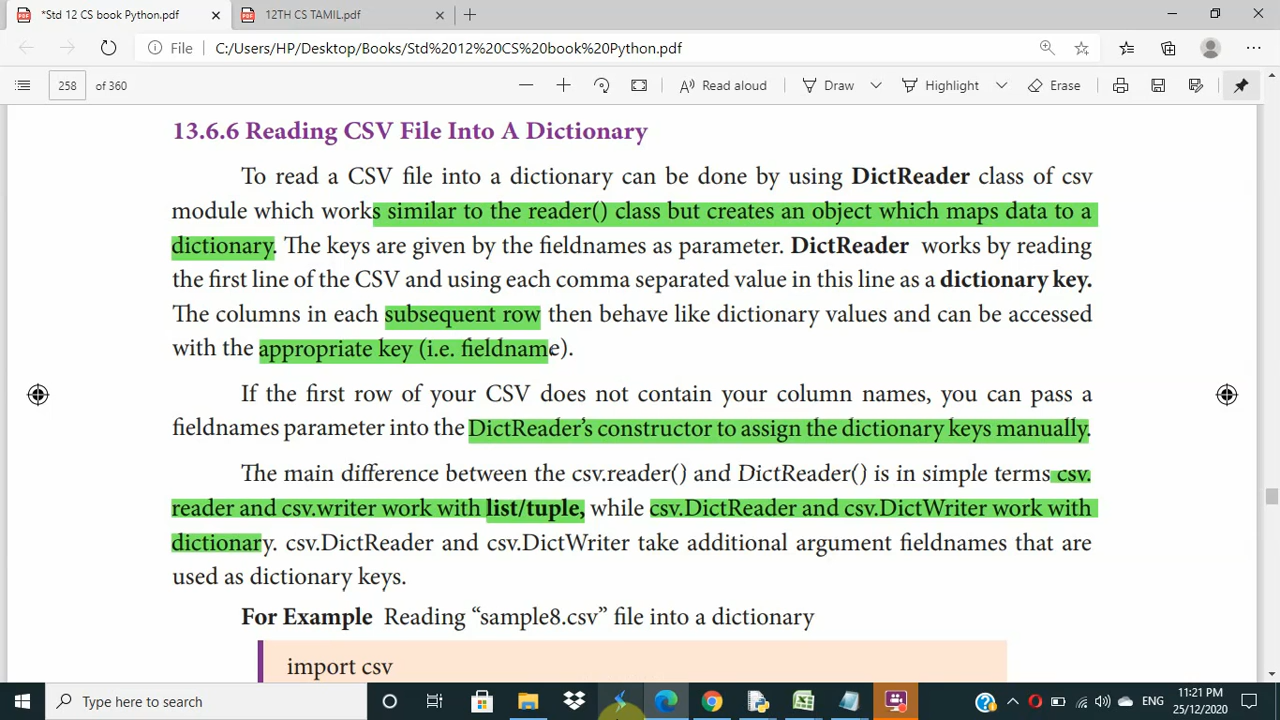 *Std 12 CS book Python.pdf
12TH CS TAMIL.pdf
File
C:/Users/HP/Desktop/Books/Std%2012%20CS%20book%20Python.pdf
258 of 360
Read aloud
Draw
Highlight
Erase
13.6.6 Reading CSV File Into A Dictionary
To read a CSV file into a dictionary can be done by using DictReader class of csv
module which works similar to the reader() class but creates an object which maps data to a
dictionary. The keys are given by the fieldnames as parameter. DictReader works by reading
the first line of the CSV and using each comma separated value in this line as a dictionary key.
The columns in each subsequent row then behave like dictionary values and can be accessed
with the appropriate key (i.e. fieldname).
If the first row of your CSV does not contain your column names, you can pass a
fieldnames parameter into the DictReader's constructor to assign the dictionary keys manually.
The main difference between the csv.reader() and DictReader() is in simple terms csv.
reader and csv.writer work with list/tuple, while csv.DictReader and csv.DictWriter work with
dictionary. csv.DictReader and csv.DictWriter take additional argument fieldnames that are
used as dictionary keys.
For Example Reading “sample8.csv” file into a dictionary
import csv
Type here to search
ENG
11:21 PM
25/12/2020